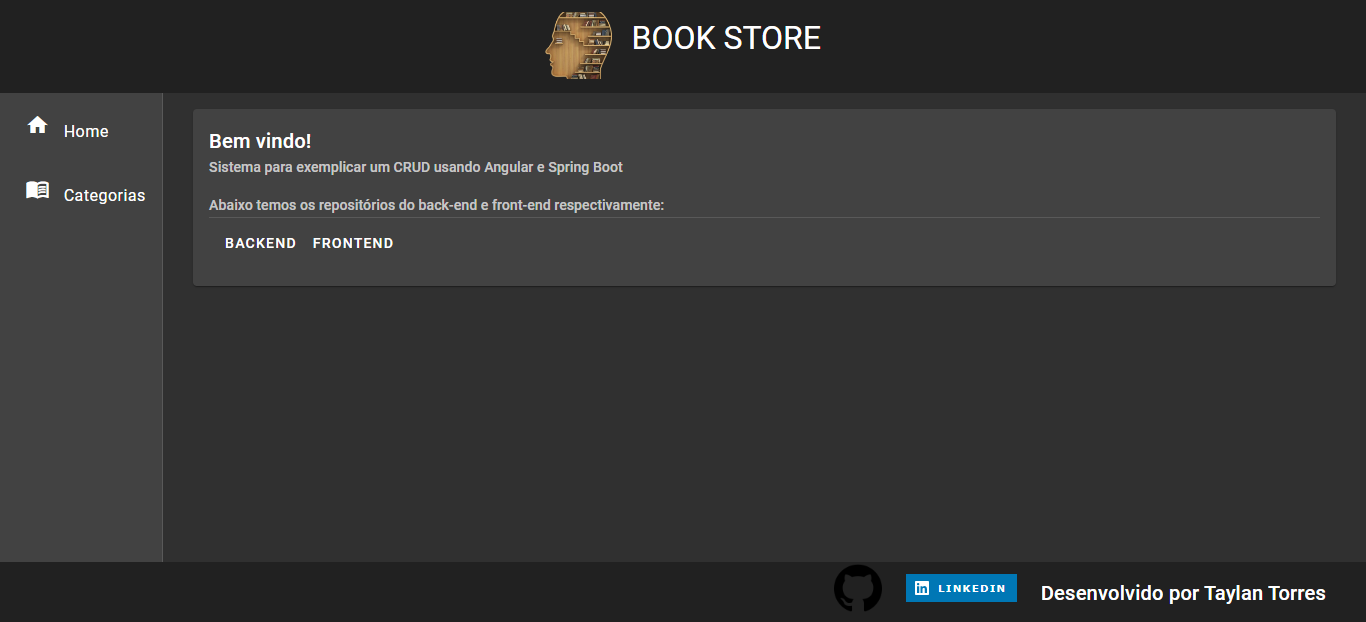 BOOK STORE
Home
Categorias
Bem vindo!
Sistema para exemplicar um CRUD usando Angular e Spring Boot
Abaixo temos os repositórios do back-end e front-end respectivamente:
BACKEND FRONTEND
in LINKEDIN Desenvolvido por Taylan Torres